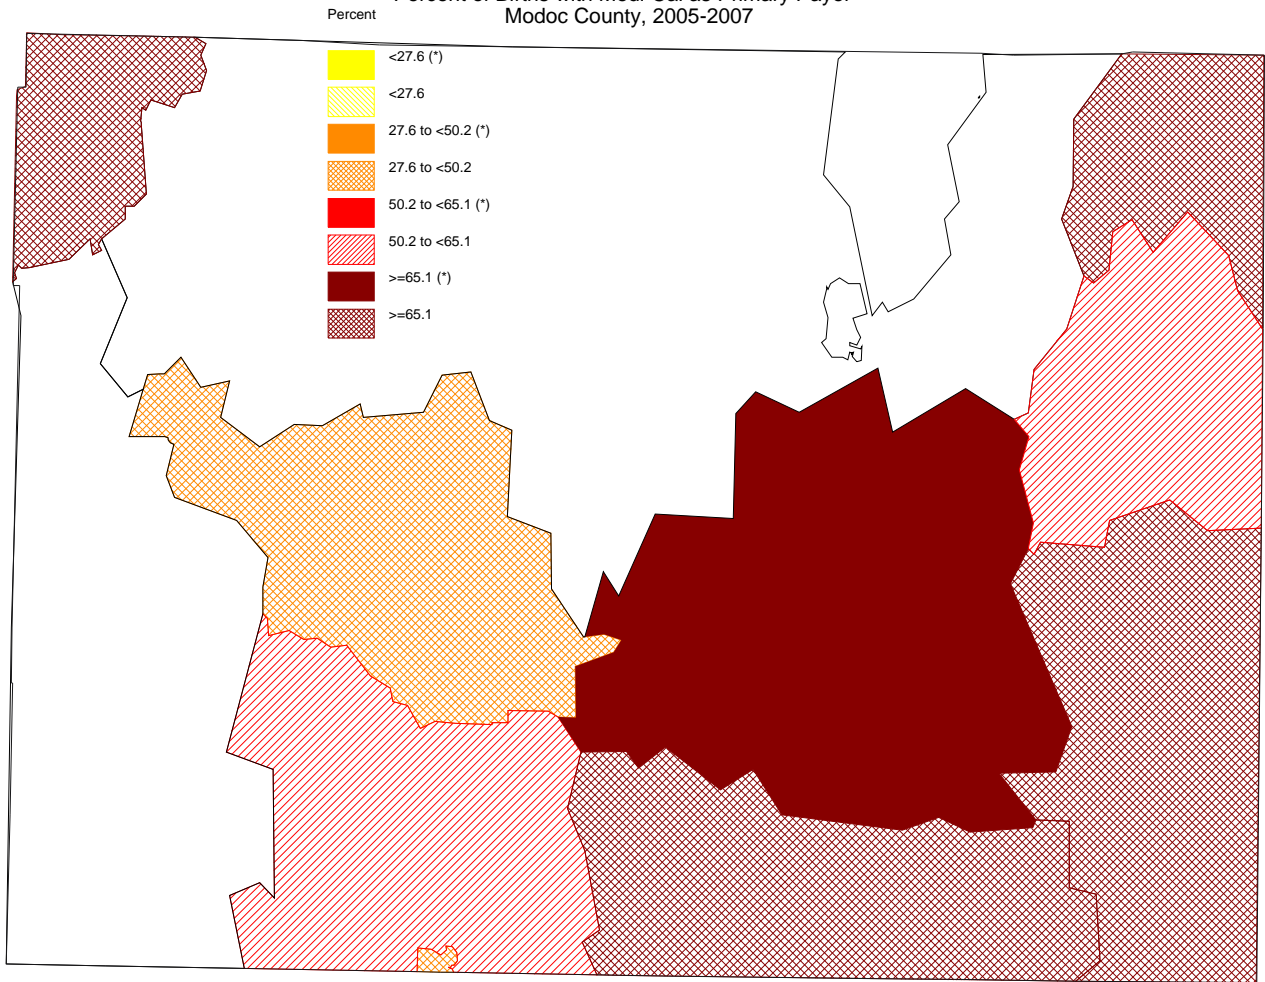 Modoc County, 2005-2007
Percent
<27.6 (*)
<27.6
27.6 to <50.2 (*)
27.6 to <50.2
50.2 to <65.1 (*)
50.2 to <65.1
>=65.1 (*)
>=65.1